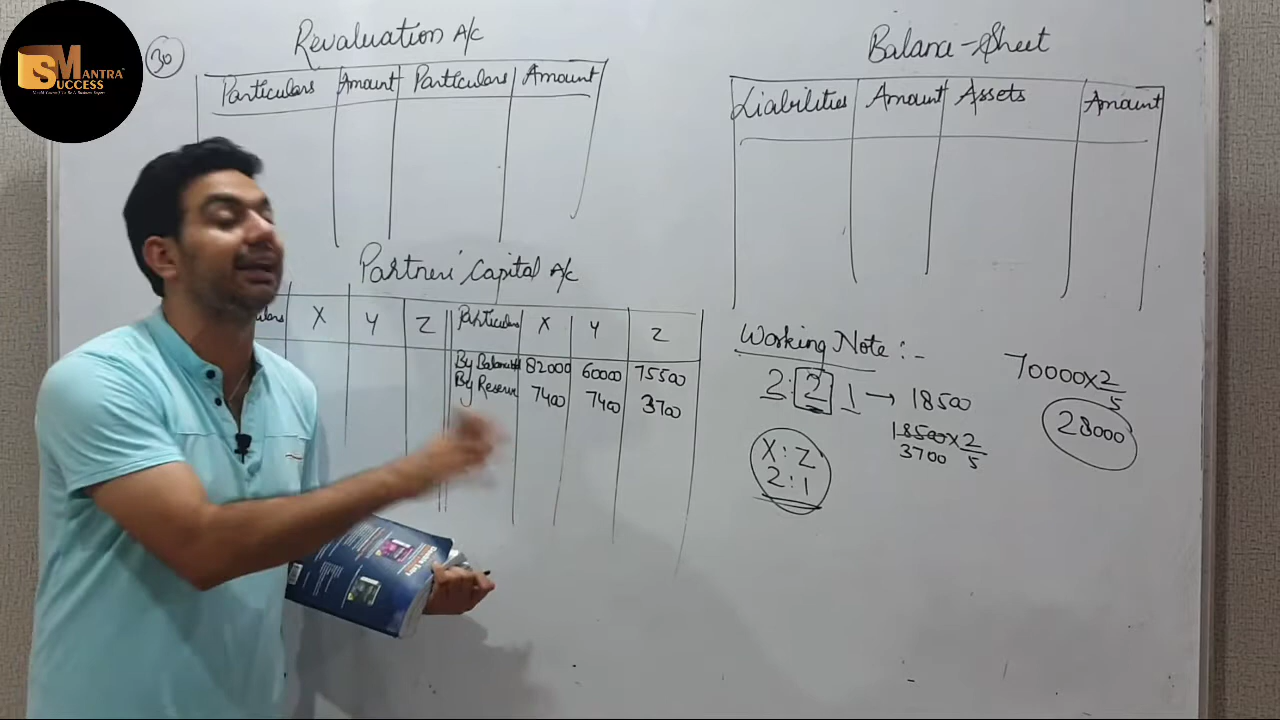 SMANTRA
SUCCESS
30
Revaluation A/c
Particulars Amount Particulars Amount
Partners' Capital A/c
X Y Z Particulars X Y Z
By Balance 82000 60000 75500
By Reserve 7400 7400 3700
Balance-Sheet
Liabilities Amount Assets Amount
Working Note :-
2:2 1 → 18500
18500×2/5
3700
X:Z
2:1
70000×2/5
28000